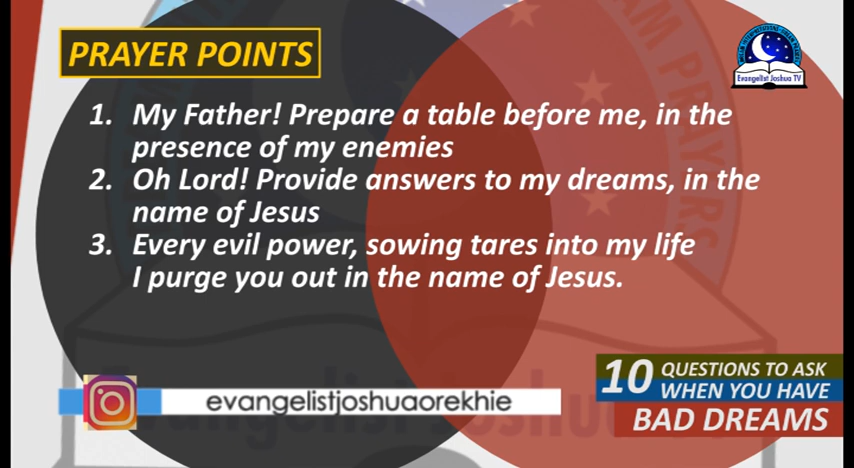 PRAYER POINTS
Evangelist Joshua TV
1. My Father! Prepare a table before me, in the
presence of my enemies
2. Oh Lord! Provide answers to my dreams, in the
name of Jesus
3. Every evil power, sowing tares into my life
I purge you out in the name of Jesus.
evangelistjoshuaorekhie
10 QUESTIONS TO ASK
WHEN YOU HAVE
BAD DREAMS